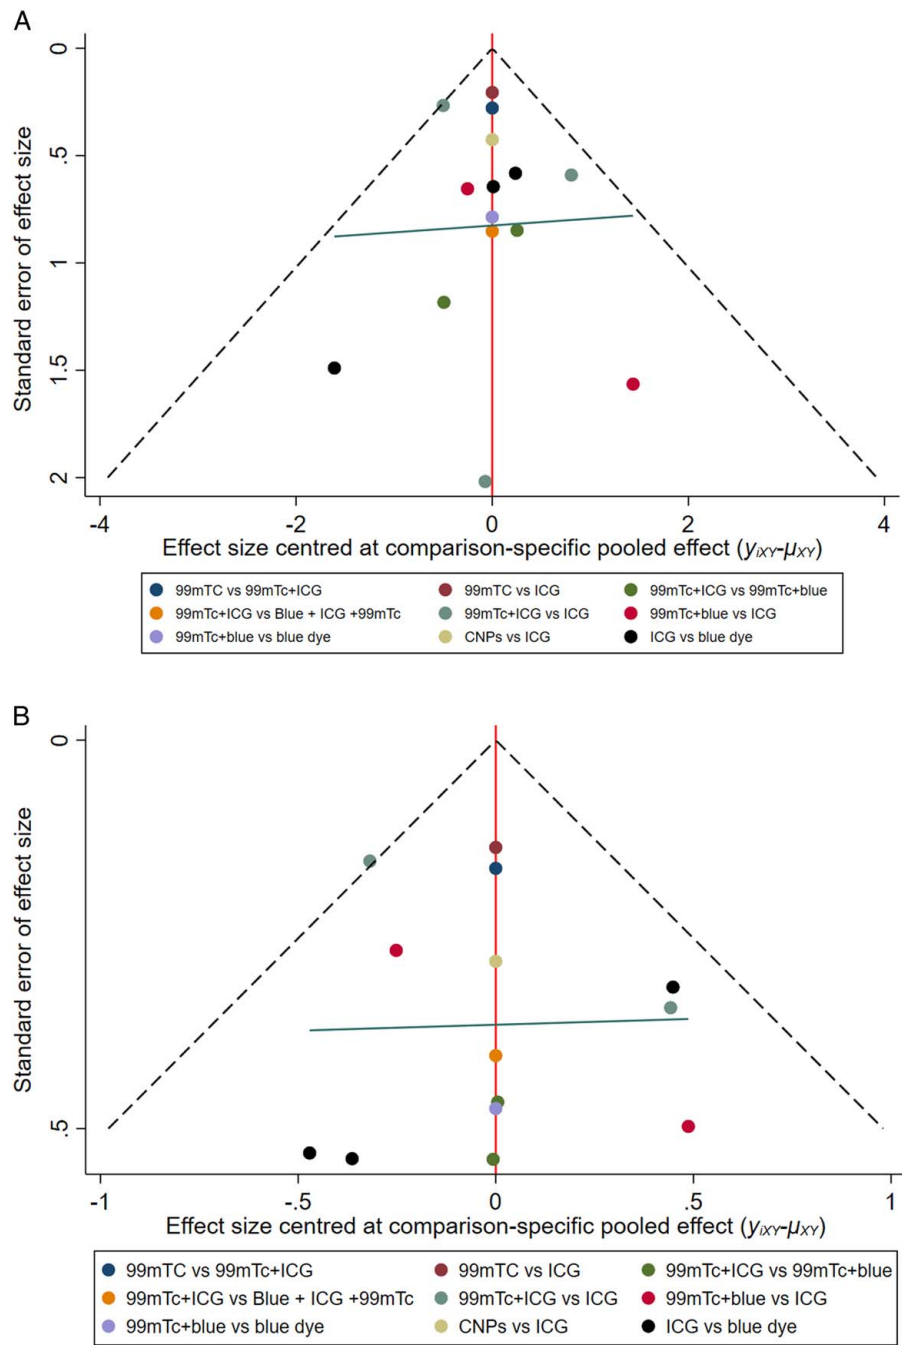 A
0
.5
1
1.5
2
Standard error of effect size
-4
-2
0
2
4
Effect size centred at comparison-specific pooled effect (yiXY-μXY)
99mTC vs 99mTc+ICG
99mTC vs ICG
99mTc+ICG vs 99mTc+blue
99mTc+ICG vs Blue + ICG +99mTc
99mTc+ICG vs ICG
99mTc+blue vs ICG
99mTc+blue vs blue dye
CNPs vs ICG
ICG vs blue dye
B
0
.5
Standard error of effect size
-1
-.5
0
.5
1
Effect size centred at comparison-specific pooled effect (yiXY-μXY)
99mTC vs 99mTc+ICG
99mTC vs ICG
99mTc+ICG vs 99mTc+blue
99mTc+ICG vs Blue + ICG +99mTc
99mTc+ICG vs ICG
99mTc+blue vs ICG
99mTc+blue vs blue dye
CNPs vs ICG
ICG vs blue dye